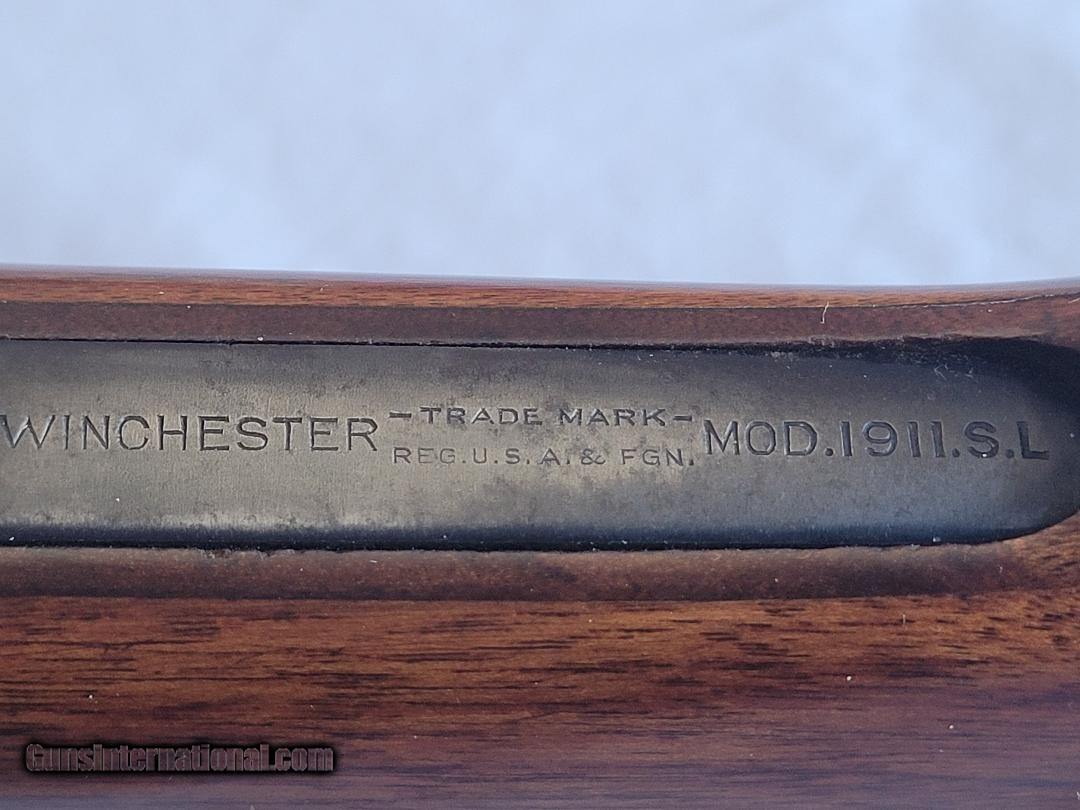 WINCHESTER -TRADE MARK- MOD.1911.S.L
REG.U.S.A.& FGN.
GunsInternational.com